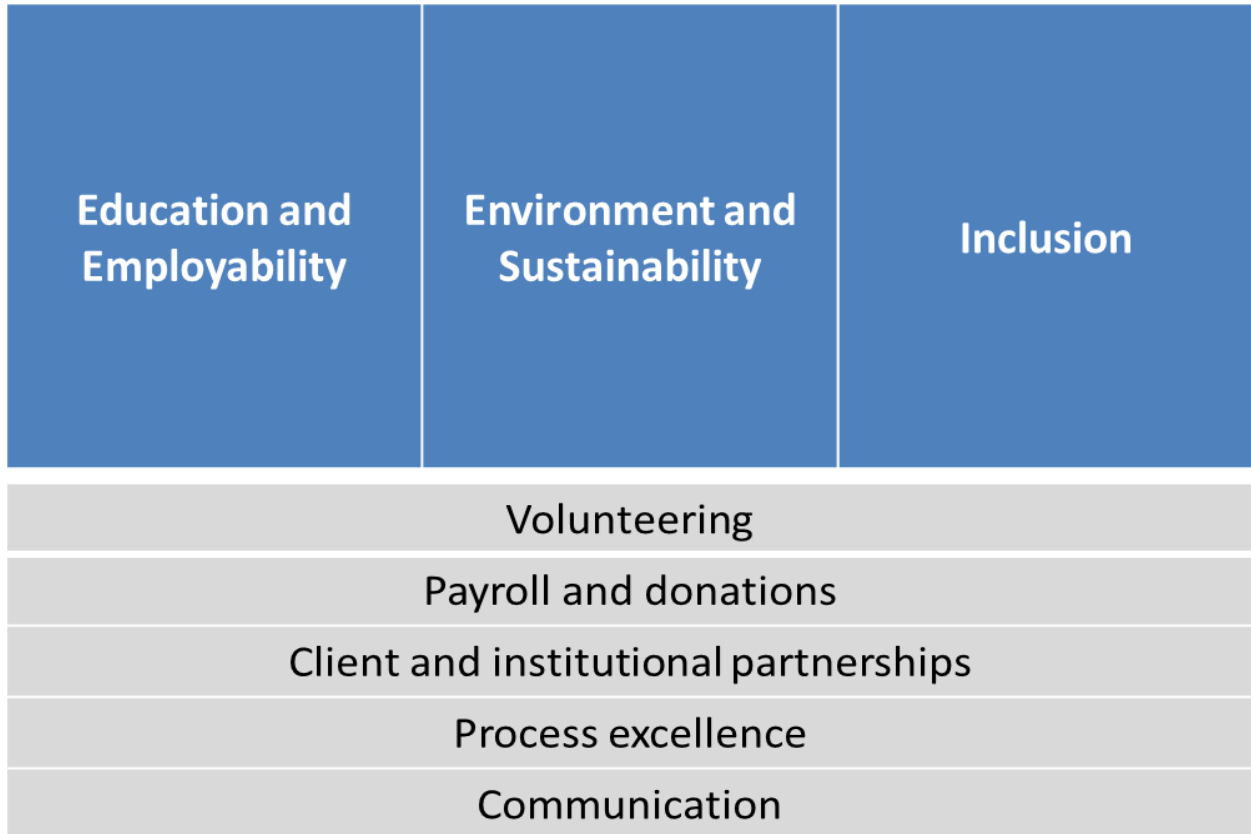 Education and
Employability
Environment and
Sustainability
Inclusion
Volunteering
Payroll and donations
Client and institutional partnerships
Process excellence
Communication